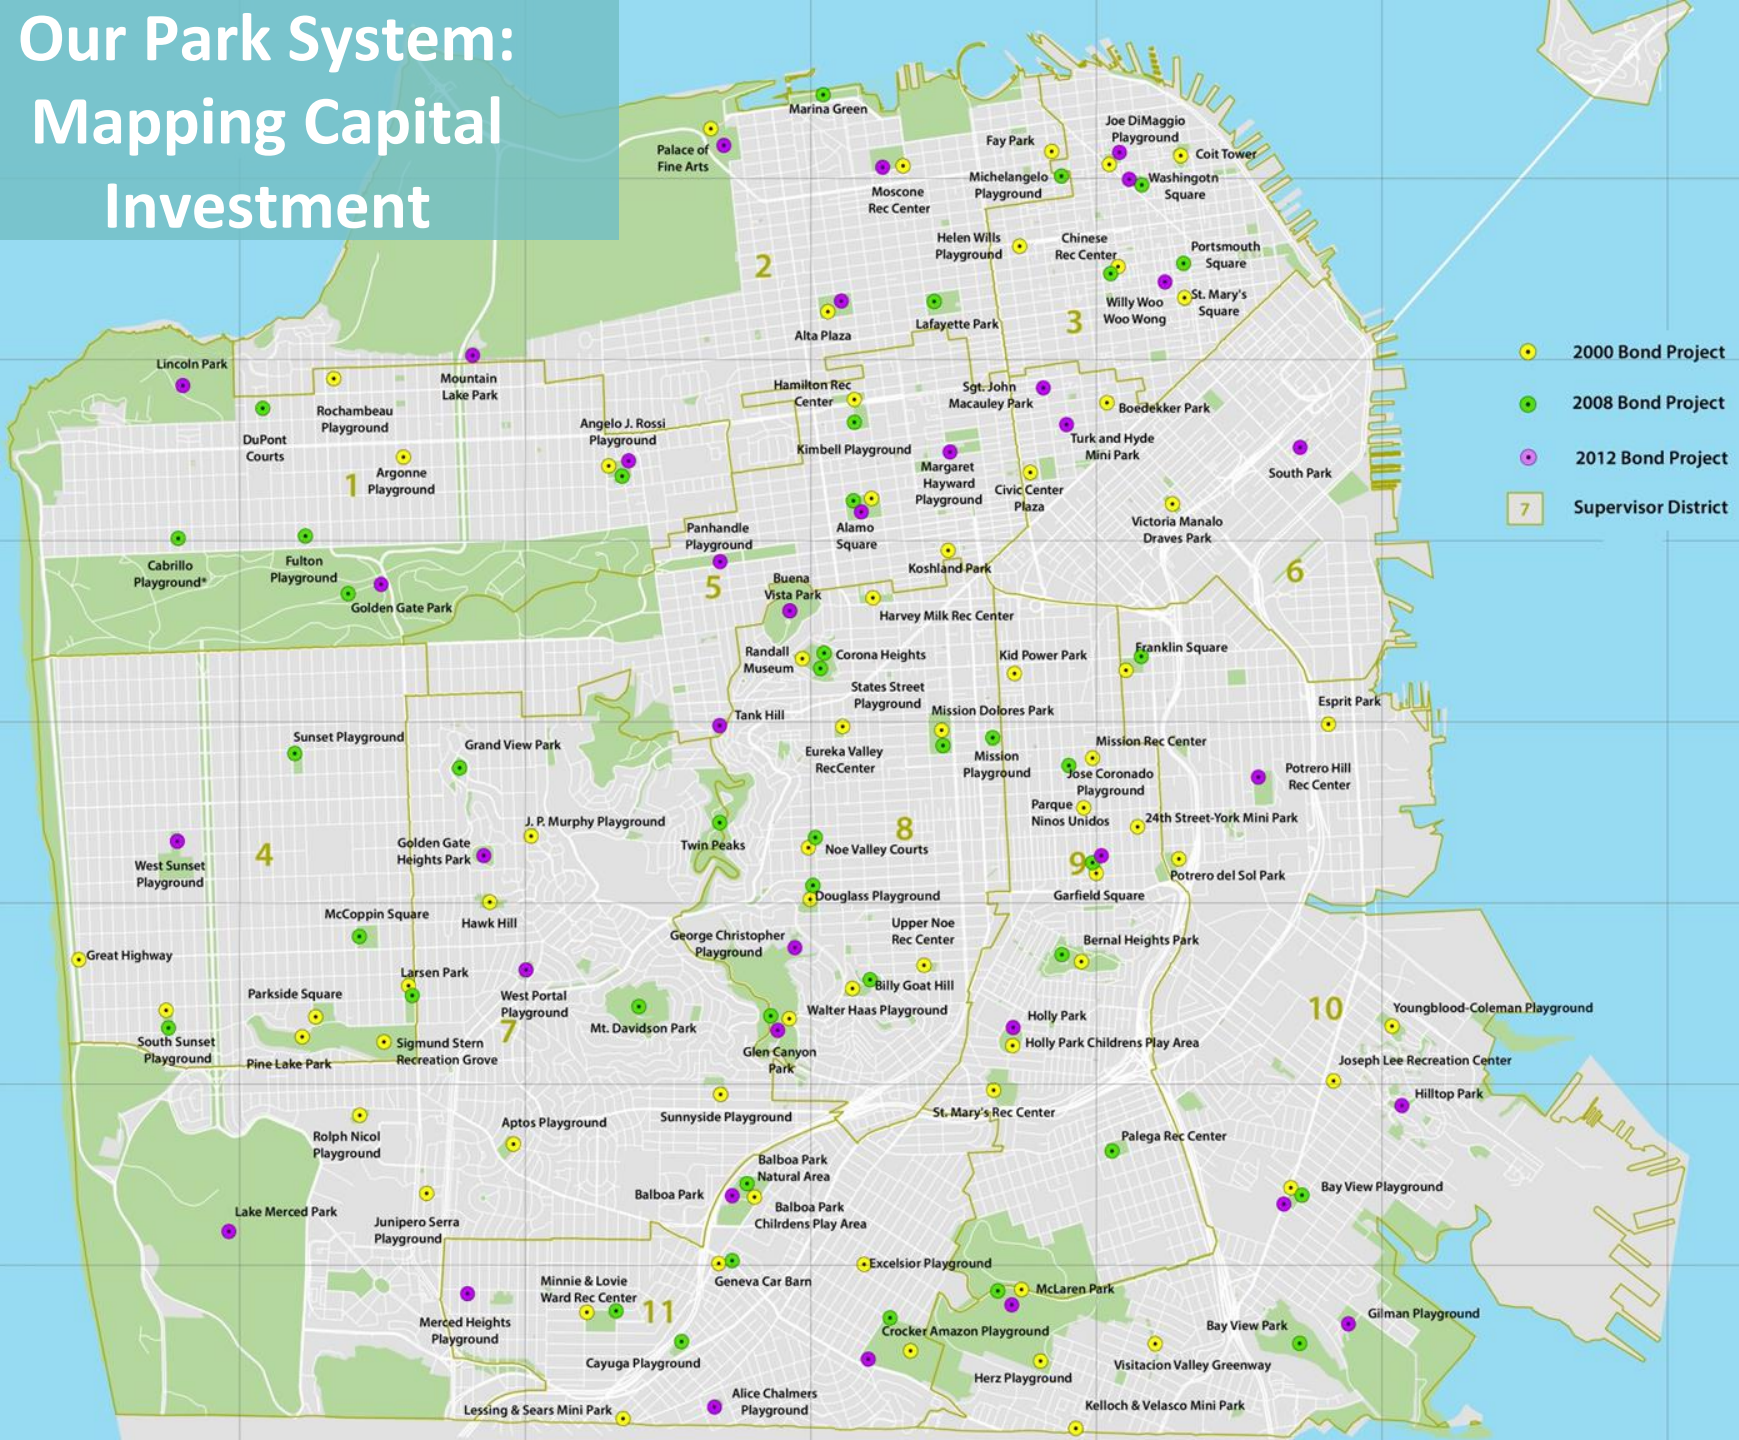 Our Park System:
Mapping Capital
Investment
Marina Green
Palace of
Fine Arts
Moscone
Rec Center
Fay Park
Michelangelo
Playground
Joe DiMaggio
Playground
Coit Tower
Washingotn
Square
Helen Wills
Playground
Chinese
Rec Center
Portsmouth
Square
2
3
Willy Woo
Woo Wong
St. Mary's
Square
Alta Plaza
Lafayette Park
2000 Bond Project
2008 Bond Project
2012 Bond Project
7
Supervisor District
Lincoln Park
Mountain
Lake Park
Rochambeau
Playground
DuPont
Courts
Argonne
Playground
1
Angelo J. Rossi
Playground
Hamilton Rec
Center
Kimbell Playground
Sgt. John
Macauley Park
Boedekker Park
Turk and Hyde
Mini Park
South Park
Margaret
Hayward
Playground
Civic Center
Plaza
Victoria Manalo
Draves Park
Alamo
Square
Panhandle
Playground
Koshland Park
Cabrillo
Playground*
Fulton
Playground
Golden Gate Park
5
6
Buena
Vista Park
Harvey Milk Rec Center
Randall
Museum
Corona Heights
States Street
Playground
Kid Power Park
Franklin Square
Esprit Park
Tank Hill
Mission Dolores Park
Eureka Valley
RecCenter
Mission
Playground
Mission Rec Center
Jose Coronado
Playground
Potrero Hill
Rec Center
Sunset Playground
Grand View Park
Parque
Ninos Unidos
24th Street-York Mini Park
J. P. Murphy Playground
Golden Gate
Heights Park
Twin Peaks
Noe Valley Courts
8
4
9
West Sunset
Playground
Potrero del Sol Park
Garfield Square
Douglass Playground
Hawk Hill
McCoppin Square
Upper Noe
Rec Center
George Christopher
Playground
Bernal Heights Park
Great Highway
Larsen Park
Parkside Square
West Portal
Playground
7
Mt. Davidson Park
Billy Goat Hill
Walter Haas Playground
Holly Park
Holly Park Childrens Play Area
10
Youngblood-Coleman Playground
South Sunset
Playground
Pine Lake Park
Sigmund Stern
Recreation Grove
Glen Canyon
Park
Joseph Lee Recreation Center
Hilltop Park
Sunnyside Playground
St. Mary's Rec Center
Rolph Nicol
Playground
Aptos Playground
Palega Rec Center
Balboa Park
Natural Area
Balboa Park
Balboa Park
Chilrdens Play Area
Bay View Playground
Lake Merced Park
Junipero Serra
Playground
Geneva Car Barn
Excelsior Playground
McLaren Park
Minnie & Lovie
Ward Rec Center
11
Merced Heights
Playground
Cayuga Playground
Crocker Amazon Playground
Bay View Park
Gilman Playground
Visitacion Valley Greenway
Herz Playground
Alice Chalmers
Playground
Lessing & Sears Mini Park
Kelloch & Velasco Mini Park